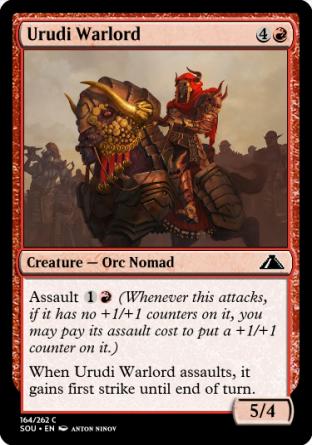 Urudi Warlord 4
Creature — Orc Nomad
Assault 1 (Whenever this attacks,
if it has no +1/+1 counters on it, you
may pay its assault cost to put a +1/+1
counter on it.)
When Urudi Warlord assaults, it
gains first strike until end of turn.
5/4
164/262 C
SOU • EN ANTON NINOV